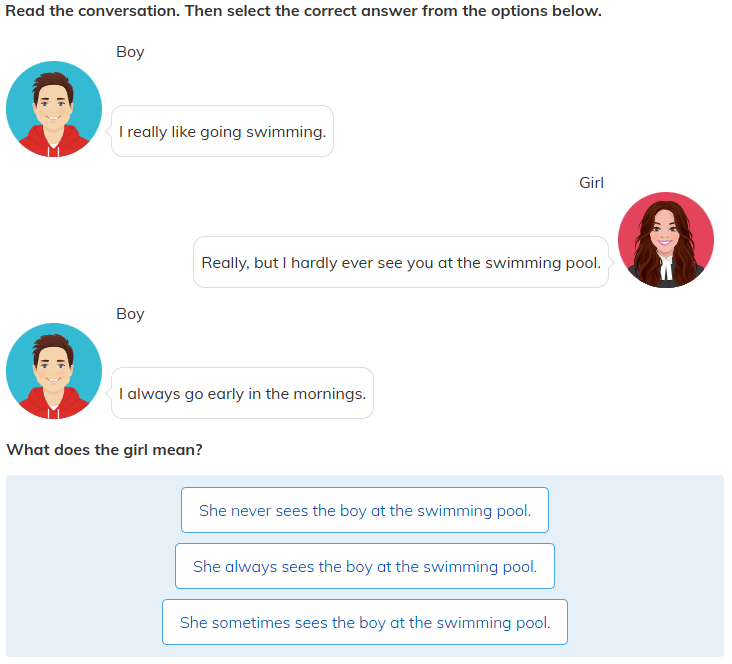 Read the conversation. Then select the correct answer from the options below.
Boy
I really like going swimming.
Girl
Really, but I hardly ever see you at the swimming pool.
Boy
I always go early in the mornings.
What does the girl mean?
She never sees the boy at the swimming pool.
She always sees the boy at the swimming pool.
She sometimes sees the boy at the swimming pool.